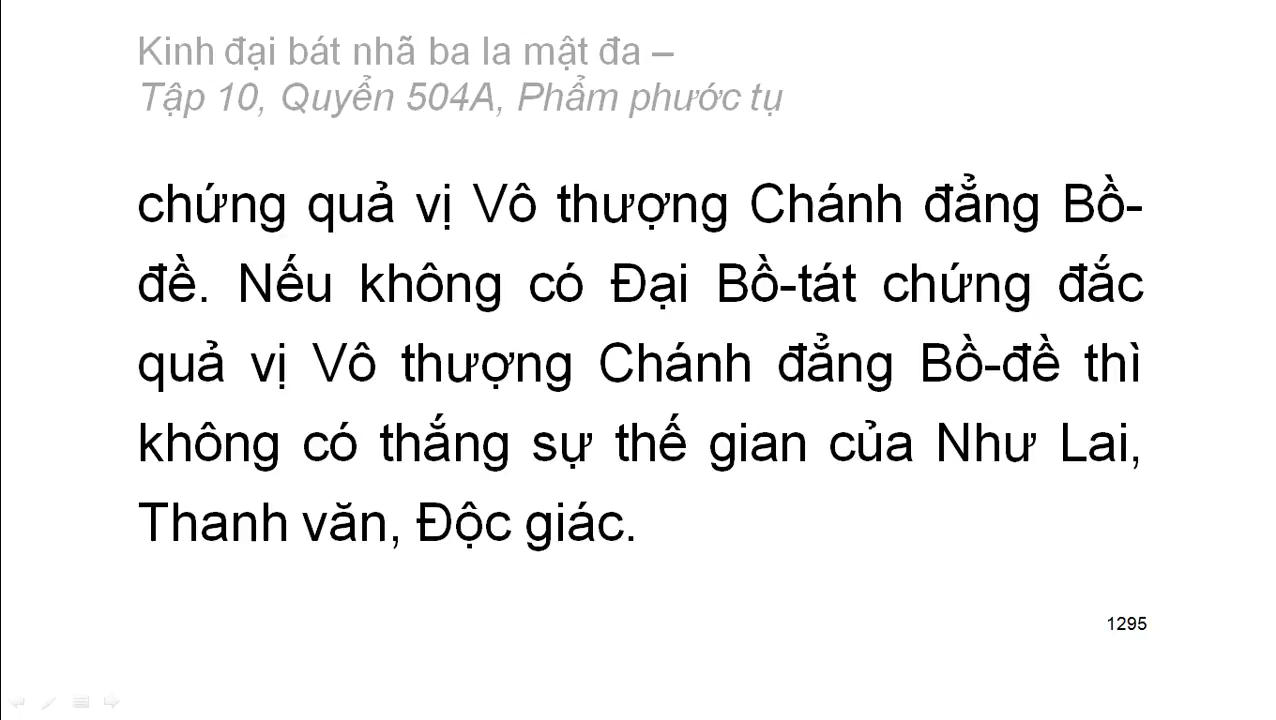 Kinh đại bát nhã ba la mật đa –
Tập 10, Quyển 504A, Phẩm phước tụ
chứng quả vị Vô thượng Chánh đẳng Bồ-
đề. Nếu không có Đại Bồ-tát chứng đắc
quả vị Vô thượng Chánh đẳng Bồ-đề thì
không có thắng sự thế gian của Như Lai,
Thanh văn, Độc giác.
1295